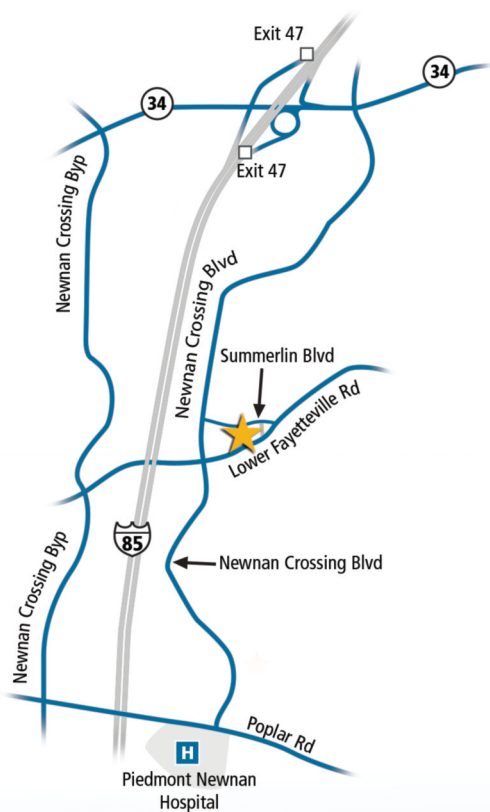 Exit 47
34
34
Exit 47
Newnan Crossing Byp
Newnan Crossing Blvd
Summerlin Blvd
Lower Fayetteville Rd
85
Newnan Crossing Blvd
Newnan Crossing Byp
Poplar Rd
H
Piedmont Newnan
Hospital